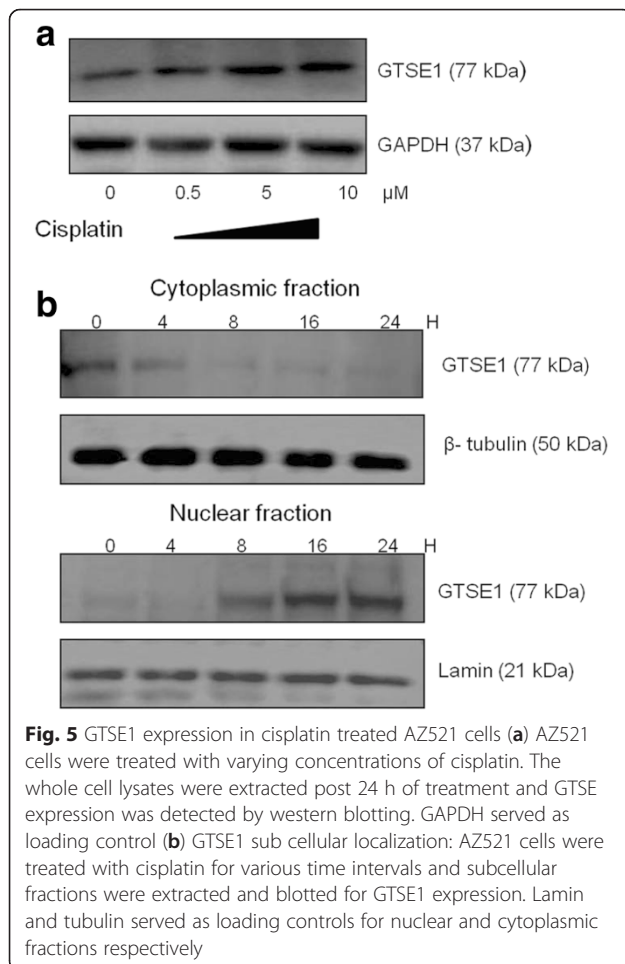 a
GTSE1 (77 kDa)
GAPDH (37 kDa)
0 0.5 5 10 µM
Cisplatin
b
Cytoplasmic fraction
0 4 8 16 24 H
GTSE1 (77 kDa)
β- tubulin (50 kDa)
Nuclear fraction
0 4 8 16 24 H
GTSE1 (77 kDa)
Lamin (21 kDa)
Fig. 5 GTSE1 expression in cisplatin treated AZ521 cells (a) AZ521
cells were treated with varying concentrations of cisplatin. The
whole cell lysates were extracted post 24 h of treatment and GTSE
expression was detected by western blotting. GAPDH served as
loading control (b) GTSE1 sub cellular localization: AZ521 cells were
treated with cisplatin for various time intervals and subcellular
fractions were extracted and blotted for GTSE1 expression. Lamin
and tubulin served as loading controls for nuclear and cytoplasmic
fractions respectively